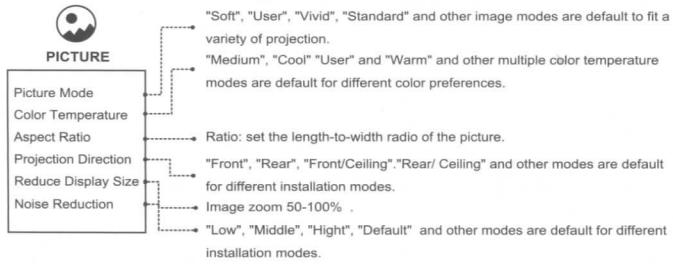 PICTURE
Picture Mode
Color Temperature
Aspect Ratio
Projection Direction
Reduce Display Size
Noise Reduction
"Soft", "User", "Vivid", "Standard" and other image modes are default to fit a
variety of projection.
"Medium", "Cool" "User" and "Warm" and other multiple color temperature
modes are default for different color preferences.
Ratio: set the length-to-width radio of the picture.
"Front", "Rear", "Front/Ceiling"."Rear/ Ceiling" and other modes are default
for different installation modes.
Image zoom 50-100% .
"Low", "Middle", "Hight", "Default" and other modes are default for different
installation modes.